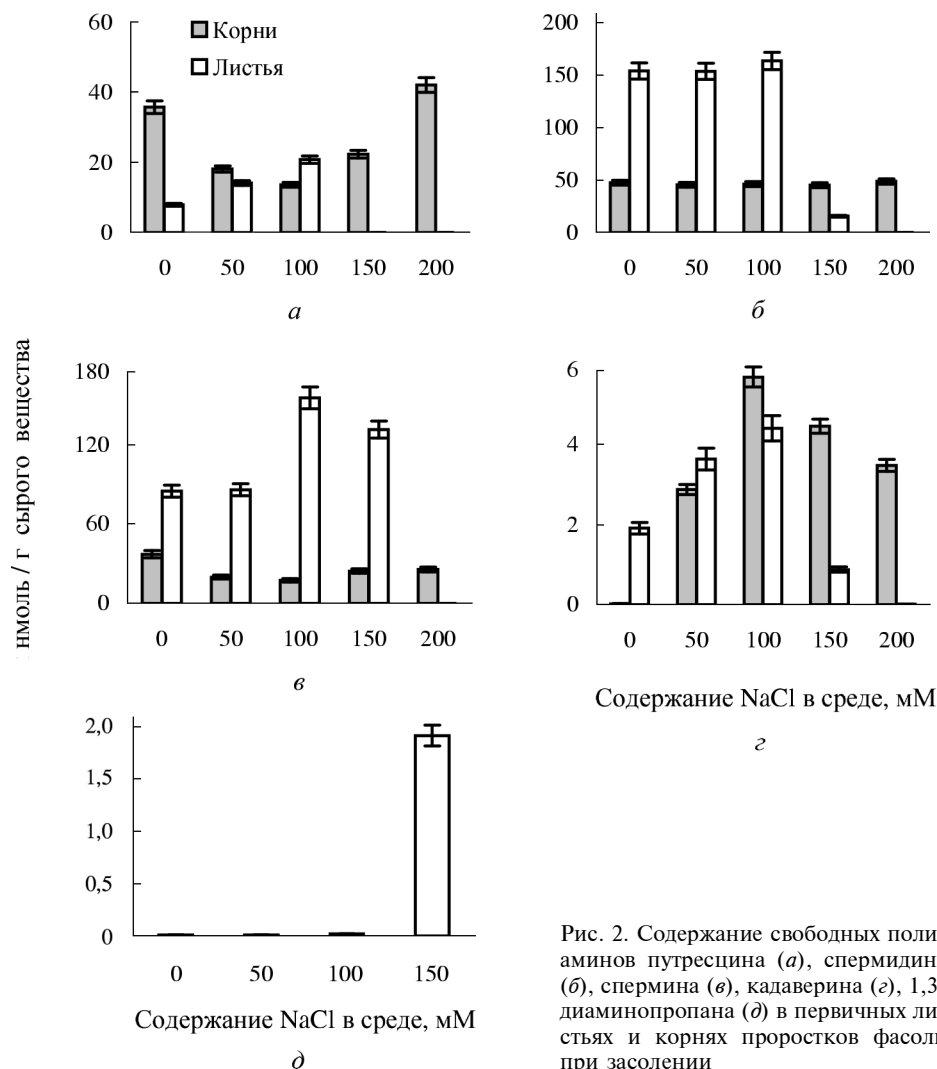 60
40
20
0
Корни
Листья
0 50 100 150 200
а
200
150
100
50
0
0 50 100 150 200
б
нмоль / г сырого вещества
180
120
60
0
0 50 100 150 200
в
6
4
2
0
0 50 100 150 200
Содержание NaCl в среде, мМ
г
2,0
1,5
1,0
0,5
0
0 50 100 150
Содержание NaCl в среде, мМ
д
Рис. 2. Содержание свободных поли
аминов путресцина (а), спермидин
(б), спермина (в), кадаверина (г), 1,3
диаминопропана (д) в первичных ли
стьях и корнях проростков фасол
при засолении